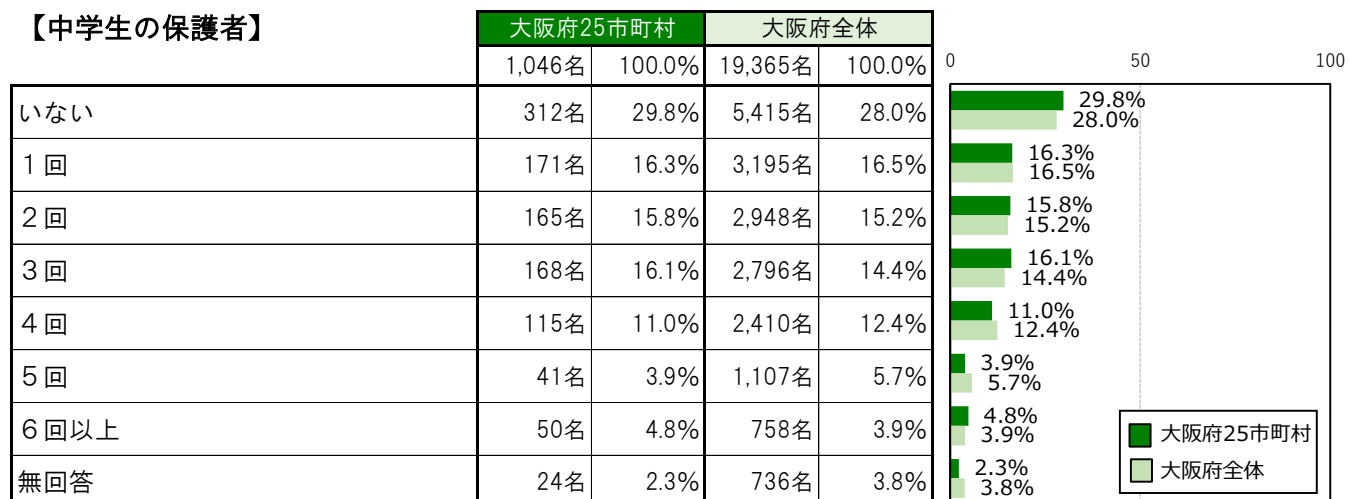 【中学生の保護者】
大阪府25市町村 大阪府全体
1,046名 100.0% 19,365名 100.0%
0 50 100
いない 312名 29.8% 5,415名 28.0%
29.8%
28.0%
１回 171名 16.3% 3,195名 16.5%
16.3%
16.5%
２回 165名 15.8% 2,948名 15.2%
15.8%
15.2%
３回 168名 16.1% 2,796名 14.4%
16.1%
14.4%
４回 115名 11.0% 2,410名 12.4%
11.0%
12.4%
５回 41名 3.9% 1,107名 5.7%
3.9%
5.7%
６回以上 50名 4.8% 758名 3.9%
4.8%
3.9%
無回答 24名 2.3% 736名 3.8%
2.3%
3.8%
大阪府25市町村
大阪府全体